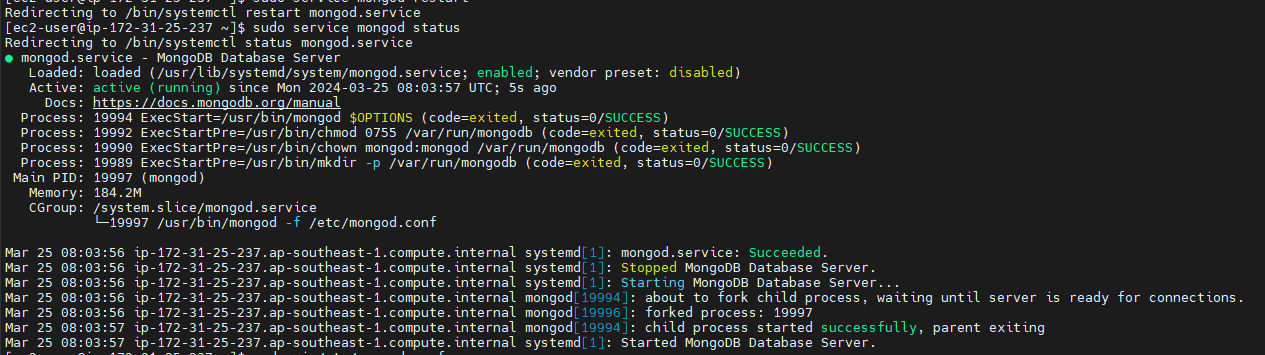 Redirecting to /bin/systemctl restart mongod.service
[ec2-user@ip-172-31-25-237 ~]$ sudo service mongod status
Redirecting to /bin/systemctl status mongod.service
● mongod.service - MongoDB Database Server
Loaded: loaded (/usr/lib/systemd/system/mongod.service; enabled; vendor preset: disabled)
Active: active (running) since Mon 2024-03-25 08:03:57 UTC; 5s ago
Docs: https://docs.mongodb.org/manual
Process: 19994 ExecStart=/usr/bin/mongod $OPTIONS (code=exited, status=0/SUCCESS)
Process: 19992 ExecStartPre=/usr/bin/chmod 0755 /var/run/mongodb (code=exited, status=0/SUCCESS)
Process: 19990 ExecStartPre=/usr/bin/chown mongod:mongod /var/run/mongodb (code=exited, status=0/SUCCESS)
Process: 19989 ExecStartPre=/usr/bin/mkdir -p /var/run/mongodb (code=exited, status=0/SUCCESS)
Main PID: 19997 (mongod)
Memory: 184.2M
CGroup: /system.slice/mongod.service
└─19997 /usr/bin/mongod -f /etc/mongod.conf
Mar 25 08:03:56 ip-172-31-25-237.ap-southeast-1.compute.internal systemd[1]: mongod.service: Succeeded.
Mar 25 08:03:56 ip-172-31-25-237.ap-southeast-1.compute.internal systemd[1]: Stopped MongoDB Database Server.
Mar 25 08:03:56 ip-172-31-25-237.ap-southeast-1.compute.internal systemd[1]: Starting MongoDB Database Server...
Mar 25 08:03:56 ip-172-31-25-237.ap-southeast-1.compute.internal mongod[19994]: about to fork child process, waiting until server is ready for connections.
Mar 25 08:03:56 ip-172-31-25-237.ap-southeast-1.compute.internal mongod[19996]: forked process: 19997
Mar 25 08:03:57 ip-172-31-25-237.ap-southeast-1.compute.internal mongod[19994]: child process started successfully, parent exiting
Mar 25 08:03:57 ip-172-31-25-237.ap-southeast-1.compute.internal systemd[1]: Started MongoDB Database Server.